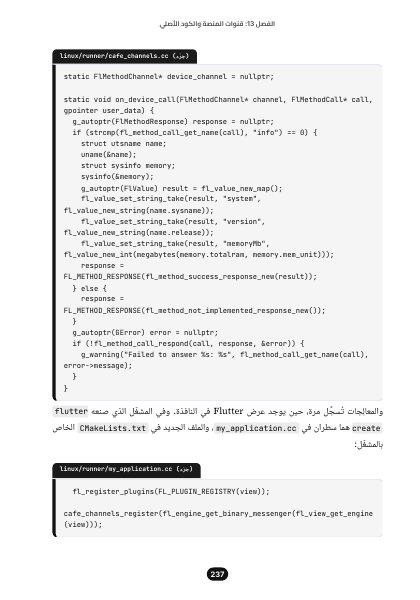 الفصل 13: قنوات المنصة والكود الأصلي
linux/runner/cafe_channels.cc (جزء)
static FlMethodChannel* device_channel = nullptr;
static void on_device_call(FlMethodChannel* channel, FlMethodCall* call,
gpointer user_data) {
  g_autoptr(FlMethodResponse) response = nullptr;
  if (strcmp(fl_method_call_get_name(call), "info") == 0) {
    struct utsname name;
    uname(&name);
    struct sysinfo memory;
    sysinfo(&memory);
    g_autoptr(FlValue) result = fl_value_new_map();
    fl_value_set_string_take(result, "system",
fl_value_new_string(name.sysname));
    fl_value_set_string_take(result, "version",
fl_value_new_string(name.release));
    fl_value_set_string_take(result, "memoryMb",
fl_value_new_int(megabytes(memory.totalram, memory.mem_unit)));
    response =
FL_METHOD_RESPONSE(fl_method_success_response_new(result));
  } else {
    response =
FL_METHOD_RESPONSE(fl_method_not_implemented_response_new());
  }
  g_autoptr(GError) error = nullptr;
  if (!fl_method_call_respond(call, response, &error)) {
    g_warning("Failed to answer %s: %s", fl_method_call_get_name(call),
error->message);
  }
}
والمعالِجات تُسجَّل مرة، حين يوجد عرض Flutter في النافذة. وفي المشغّل الذي صنعه flutter
create هما سطران في my_application.cc، والملف الجديد في CMakeLists.txt الخاص
بالمشغّل:
linux/runner/my_application.cc (جزء)
  fl_register_plugins(FL_PLUGIN_REGISTRY(view));
cafe_channels_register(fl_engine_get_binary_messenger(fl_view_get_engine
(view)));
237